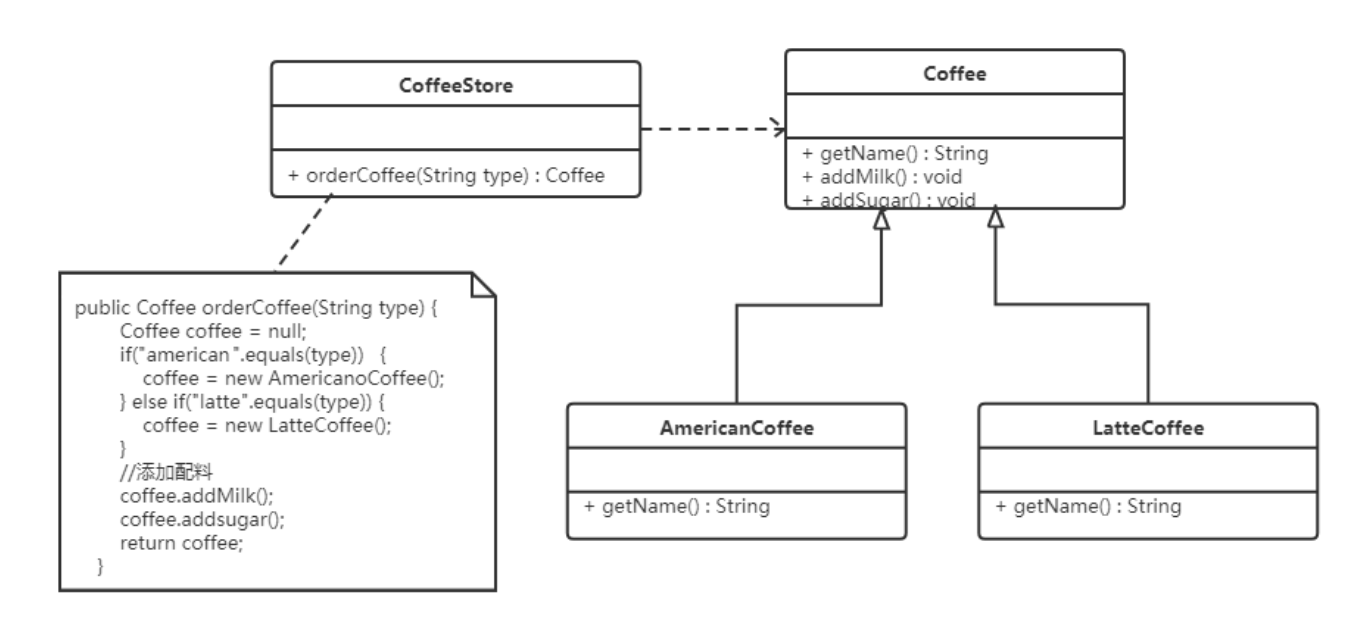 CoffeeStore
+ orderCoffee(String type) : Coffee
Coffee
+ getName() : String
+ addMilk() : void
+ addSugar() : void
public Coffee orderCoffee(String type) {
Coffee coffee = null;
if("american".equals(type)) {
coffee = new AmericanoCoffee();
} else if("latte".equals(type)) {
coffee = new LatteCoffee();
}
//添加配料
coffee.addMilk();
coffee.addsugar();
return coffee;
}
AmericanCoffee
+ getName() : String
LatteCoffee
+ getName() : String